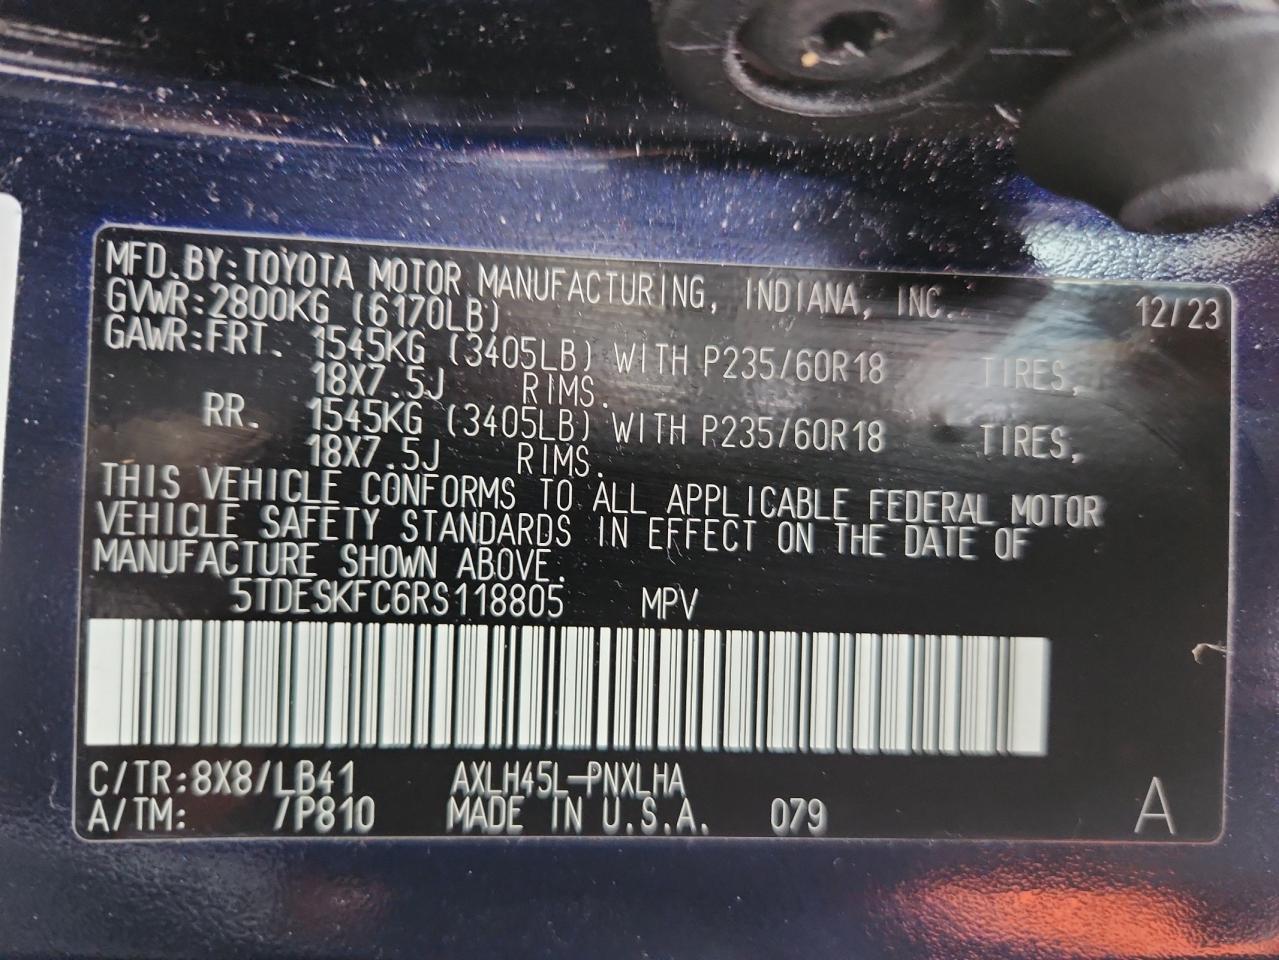 MFD.BY:TOYOTA MOTOR MANUFACTURING, INDIANA, INC. 12/23
GVWR:2800KG (6170LB)
GAWR:FRT. 1545KG (3405LB) WITH P235/60R18 TIRES,
18X7.5J RIMS.
RR. 1545KG (3405LB) WITH P235/60R18 TIRES,
18X7.5J RIMS.
THIS VEHICLE CONFORMS TO ALL APPLICABLE FEDERAL MOTOR
VEHICLE SAFETY STANDARDS IN EFFECT ON THE DATE OF
MANUFACTURE SHOWN ABOVE.
5TDESKFC6RS118805 MPV
C/TR:8X8/LB41 AXLH45L-PNXLHA
A/TM: /P810 MADE IN U.S.A. 079 A